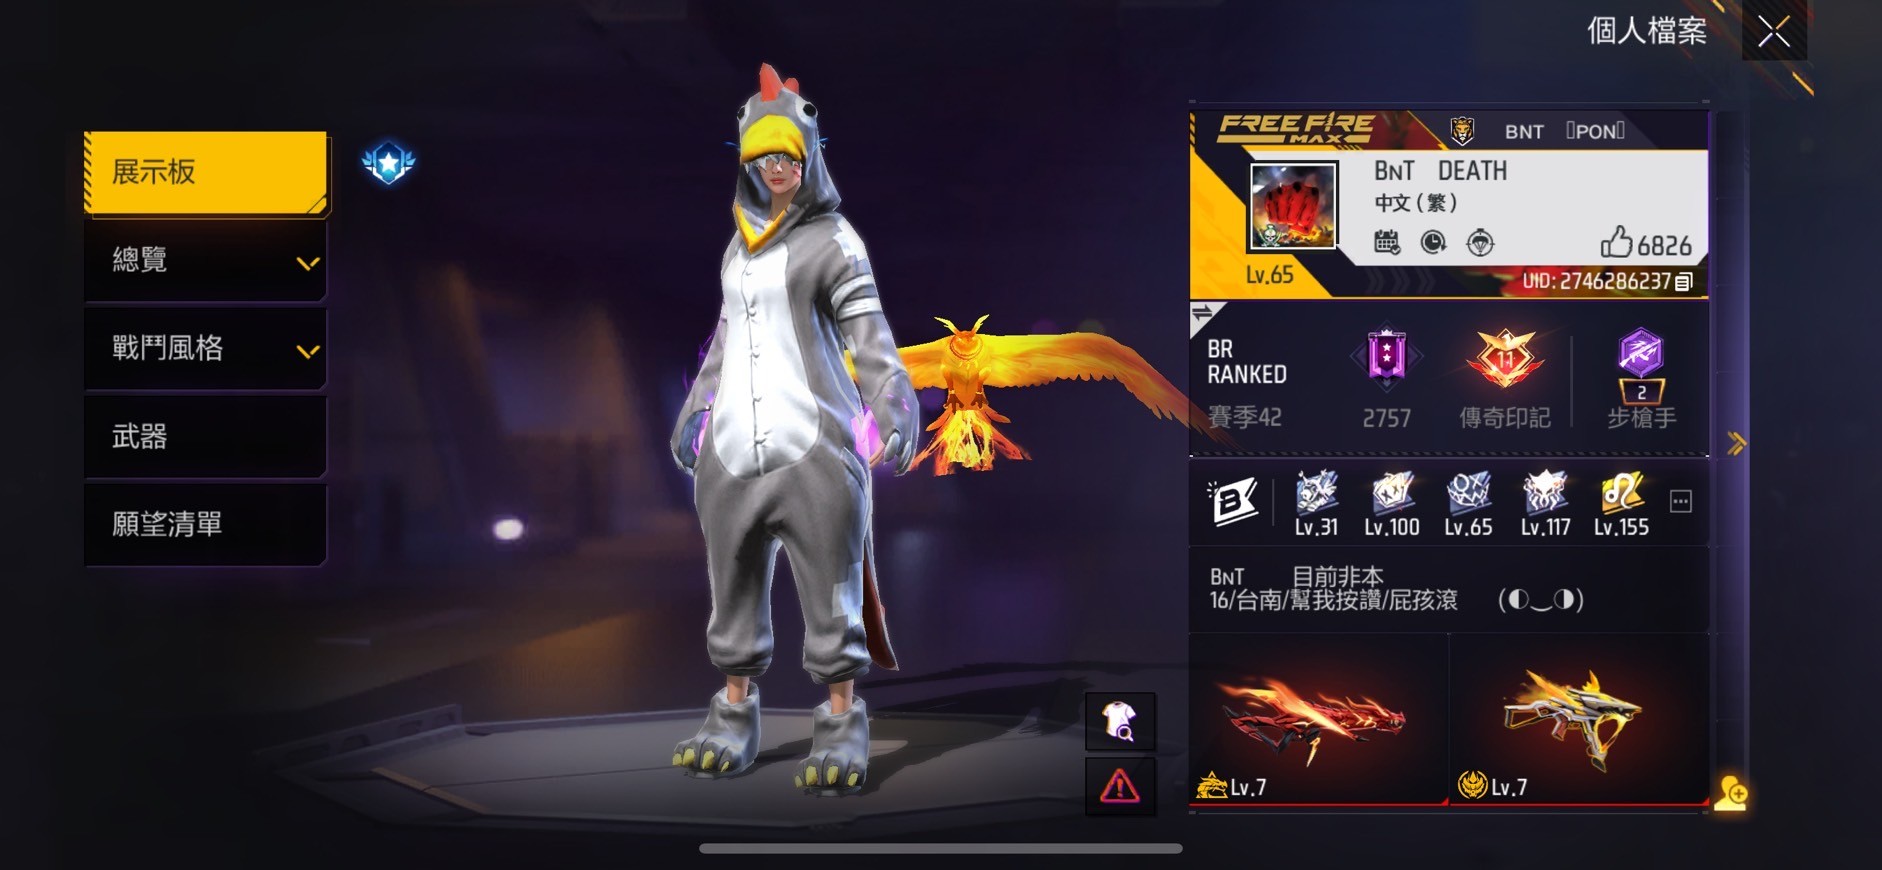 個人檔案
展示板
總覽
戰鬥風格
武器
願望清單
FREE FIRE
MAX
BNT PON
BNT DEATH
中文(繁)
6826
Lv.65
UID: 2746286237
BR
RANKED
賽季42
2757
11
傳奇印記
2
步槍手
B
Lv.31 Lv.100 Lv.65 Lv.117 Lv.155
BNT 目前非本
16/台南/幫我按讚/屁孩滾 (◐‿◑)
Lv.7
Lv.7